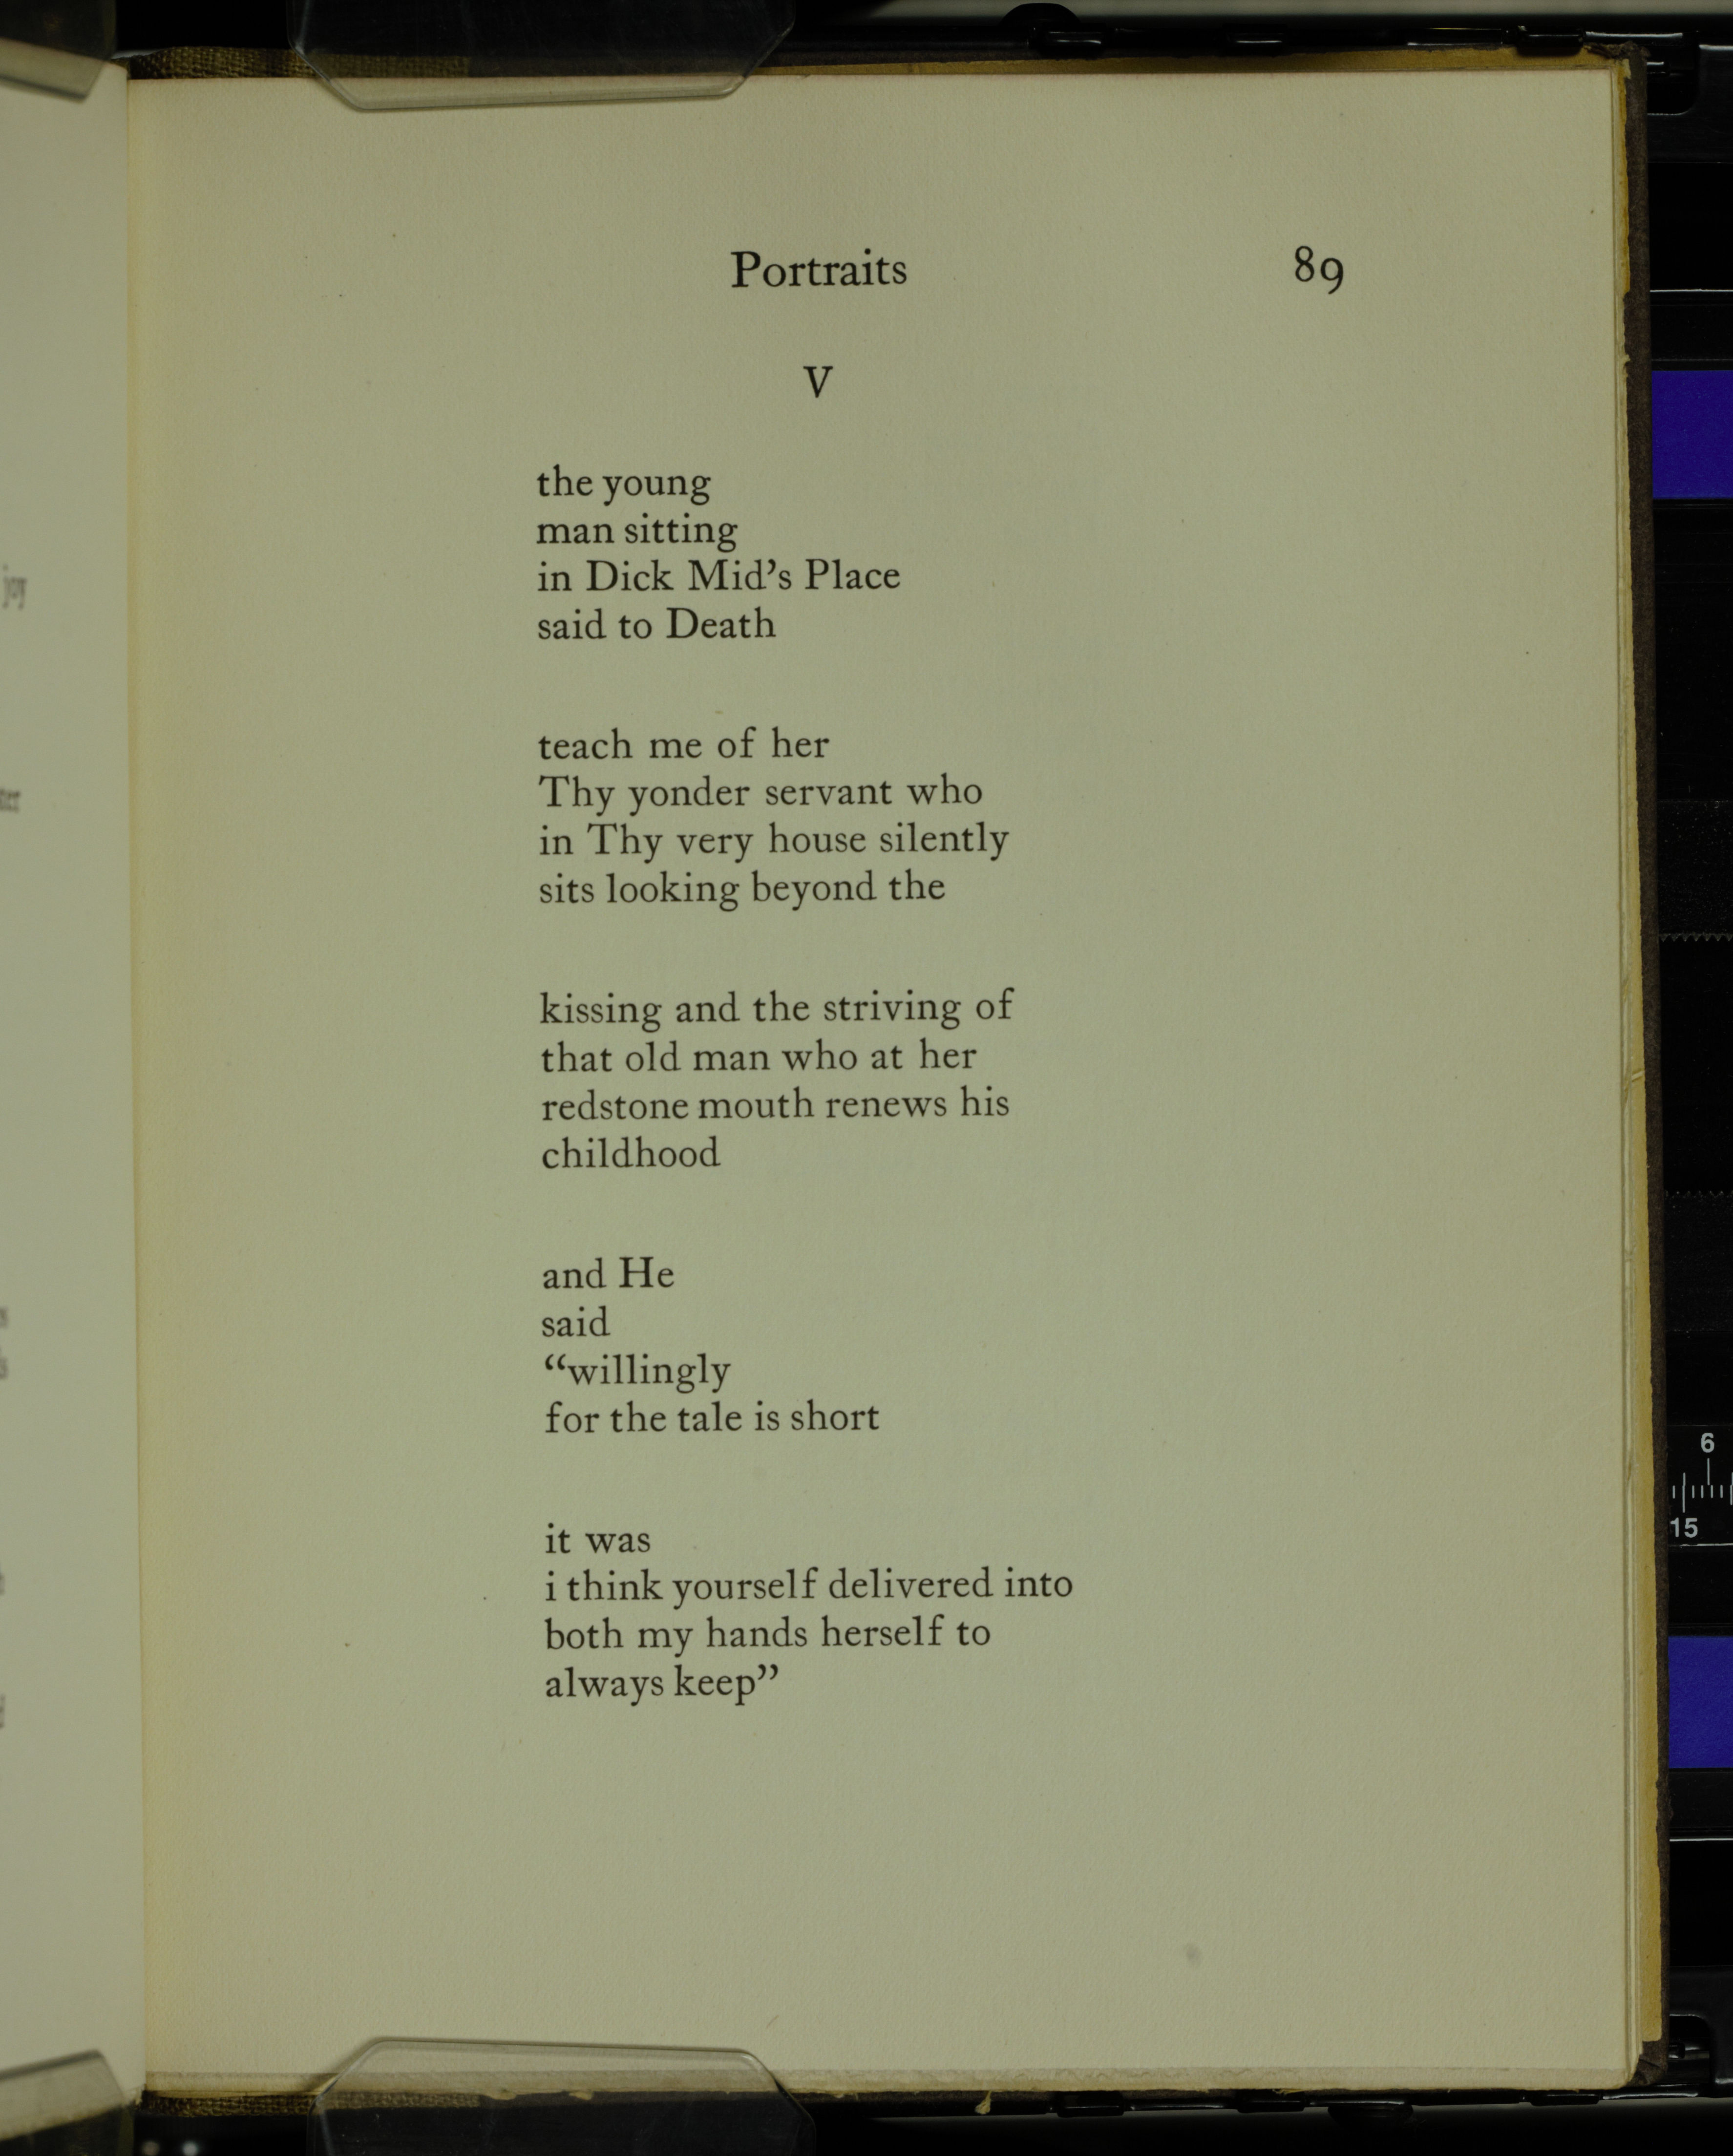 Portraits 89
V
the young
man sitting
in Dick Mid’s Place
said to Death
teach me of her
Thy yonder servant who
in Thy very house silently
sits looking beyond the
kissing and the striving of
that old man who at her
redstone mouth renews his
childhood
and He
said
“willingly
for the tale is short
it was
i think yourself delivered into
both my hands herself to
always keep”
joy
6
15